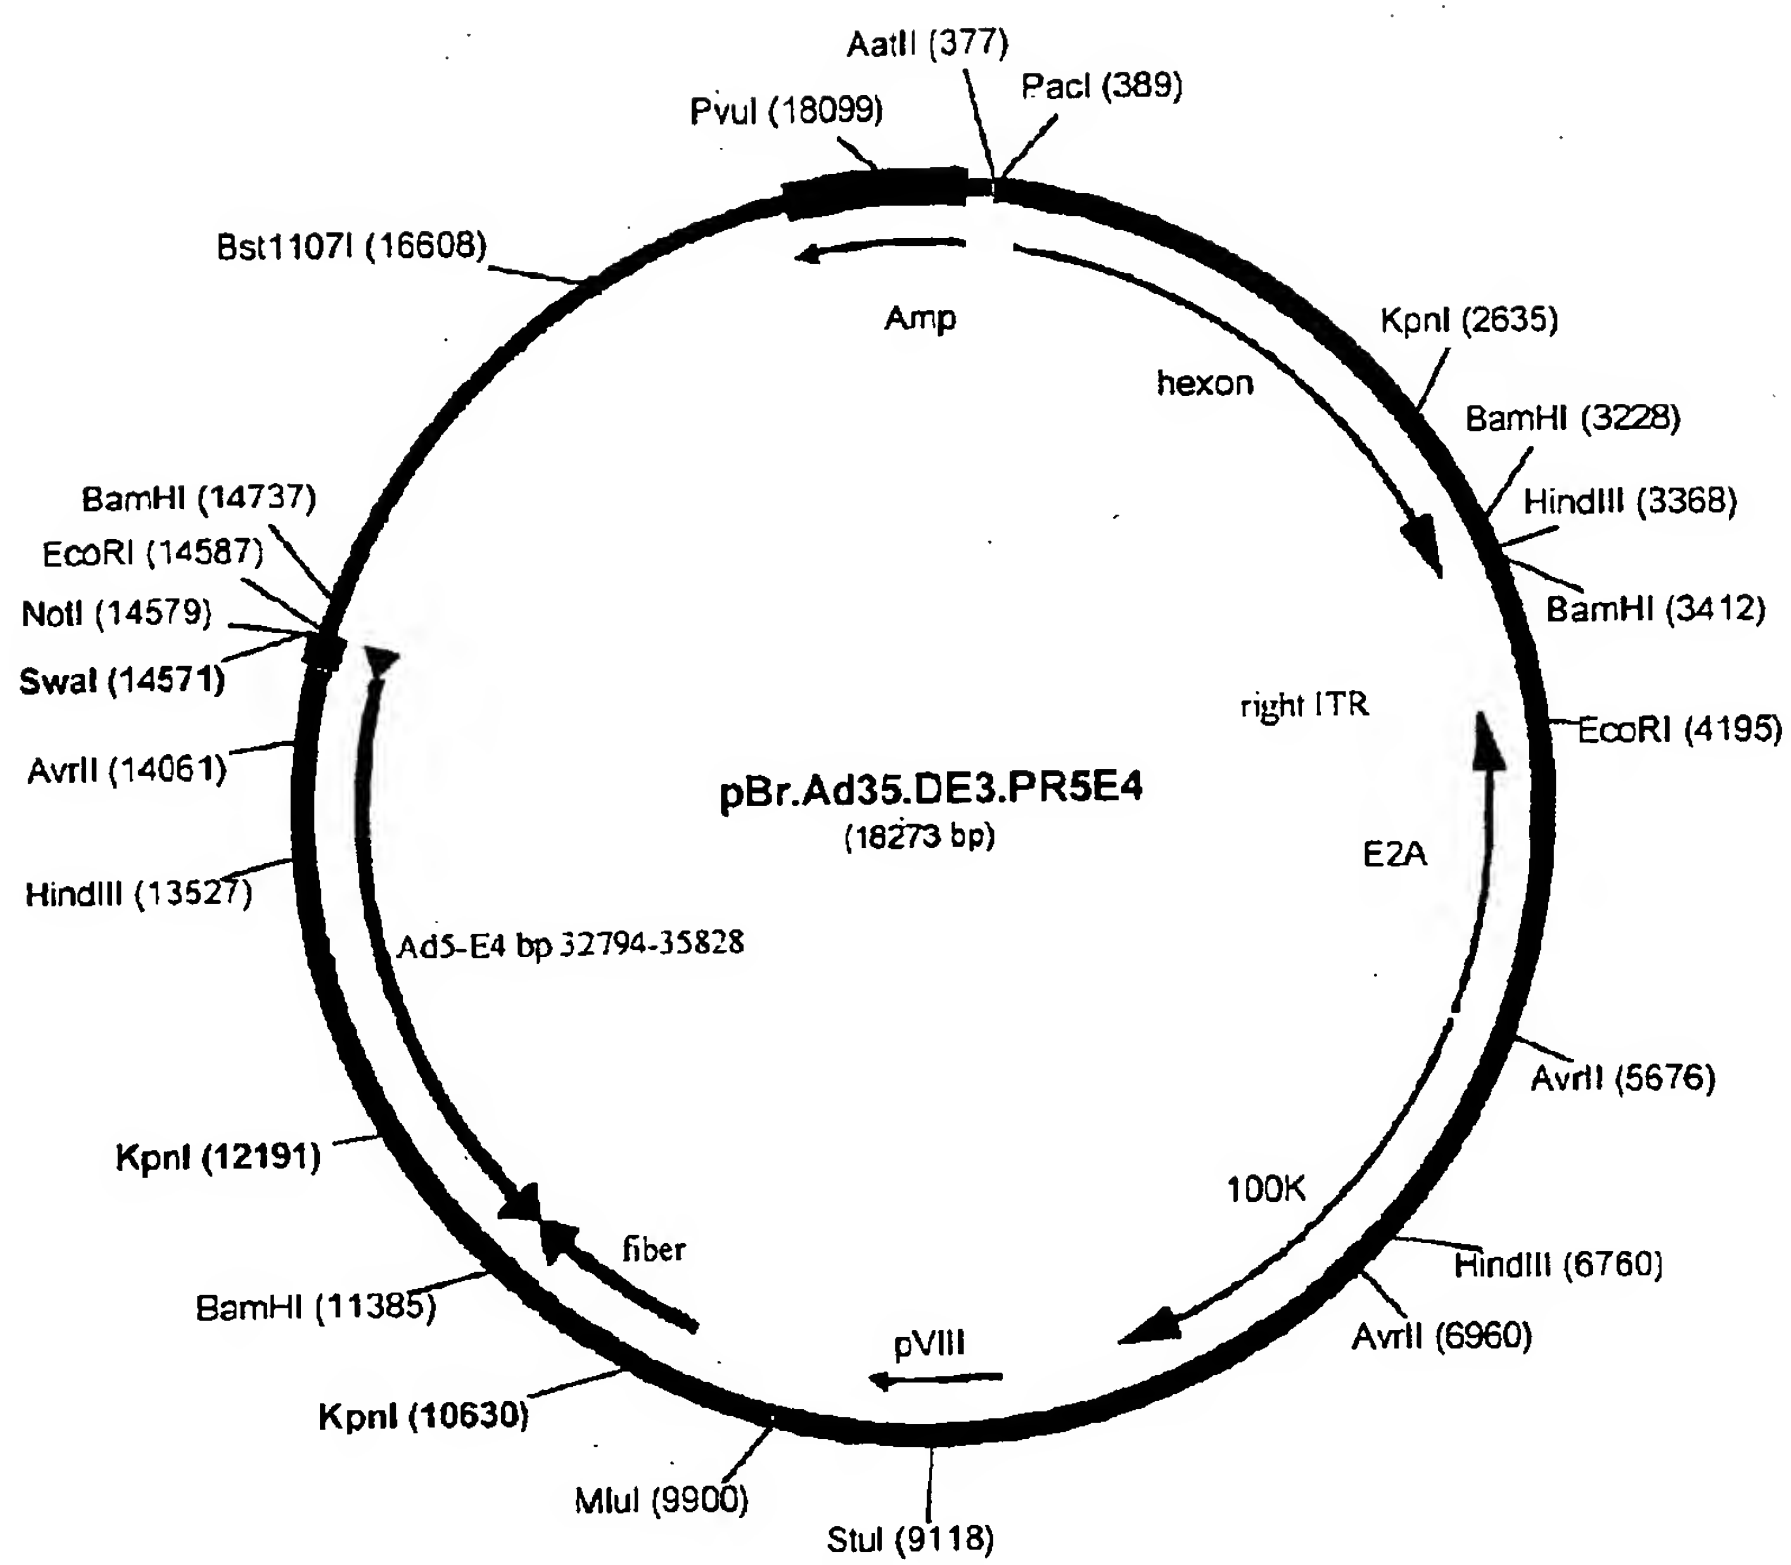 AatII (377)
PacI (389)
PvuI (18099)
Bst1107I (16608)
Amp
KpnI (2635)
hexon
BamHI (3228)
BamHI (14737)
HindIII (3368)
EcoRI (14587)
NotI (14579)
BamHI (3412)
SwaI (14571)
right ITR
EcoRI (4195)
AvrII (14061)
pBr.Ad35.DE3.PR5E4
(18273 bp)
E2A
HindIII (13527)
Ad5-E4 bp 32794-35828
AvrII (5676)
KpnI (12191)
100K
fiber
HindIII (6760)
BamHI (11385)
AvrII (6960)
pVIII
KpnI (10630)
MluI (9900)
StuI (9118)